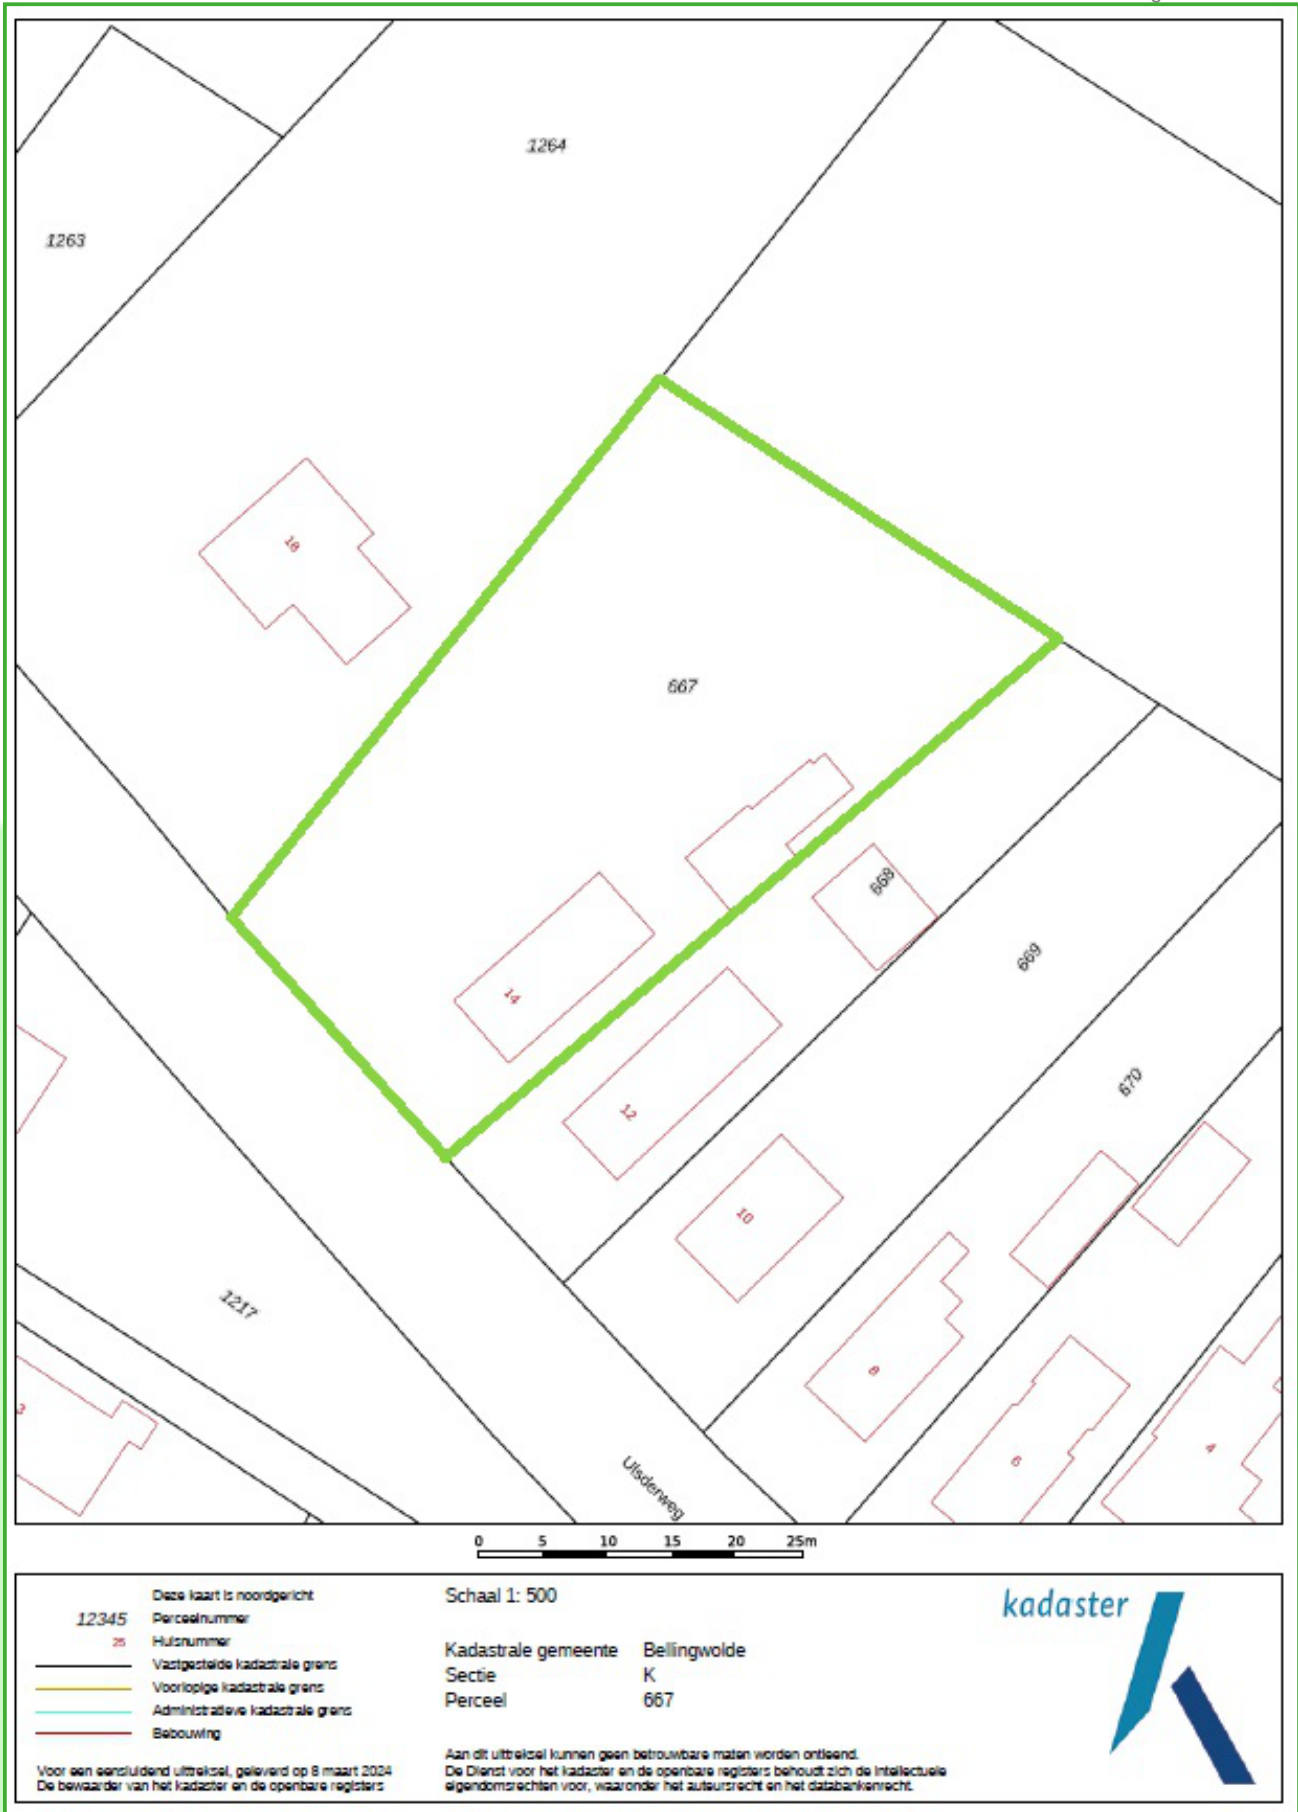 1264
1263
18
667
668
14
669
12
670
10
1217
8
3
6
4
Ulsderweg
0 5 10 15 20 25m
Deze kaart is noordgericht
12345 Perceelnummer
25 Huisnummer
Vastgestelde kadastrale grens
Voorlopige kadastrale grens
Administratieve kadastrale grens
Bebouwing
Voor een eensluidend uittreksel, geleverd op 8 maart 2024
De bewaarder van het kadaster en de openbare registers
Schaal 1: 500
Kadastrale gemeente Bellingwolde
Sectie K
Perceel 667
Aan dit uittreksel kunnen geen betrouwbare maten worden ontleend.
De Dienst voor het kadaster en de openbare registers behoudt zich de intellectuele
eigendomsrechten voor, waaronder het auteursrecht en het databankenrecht.
kadaster